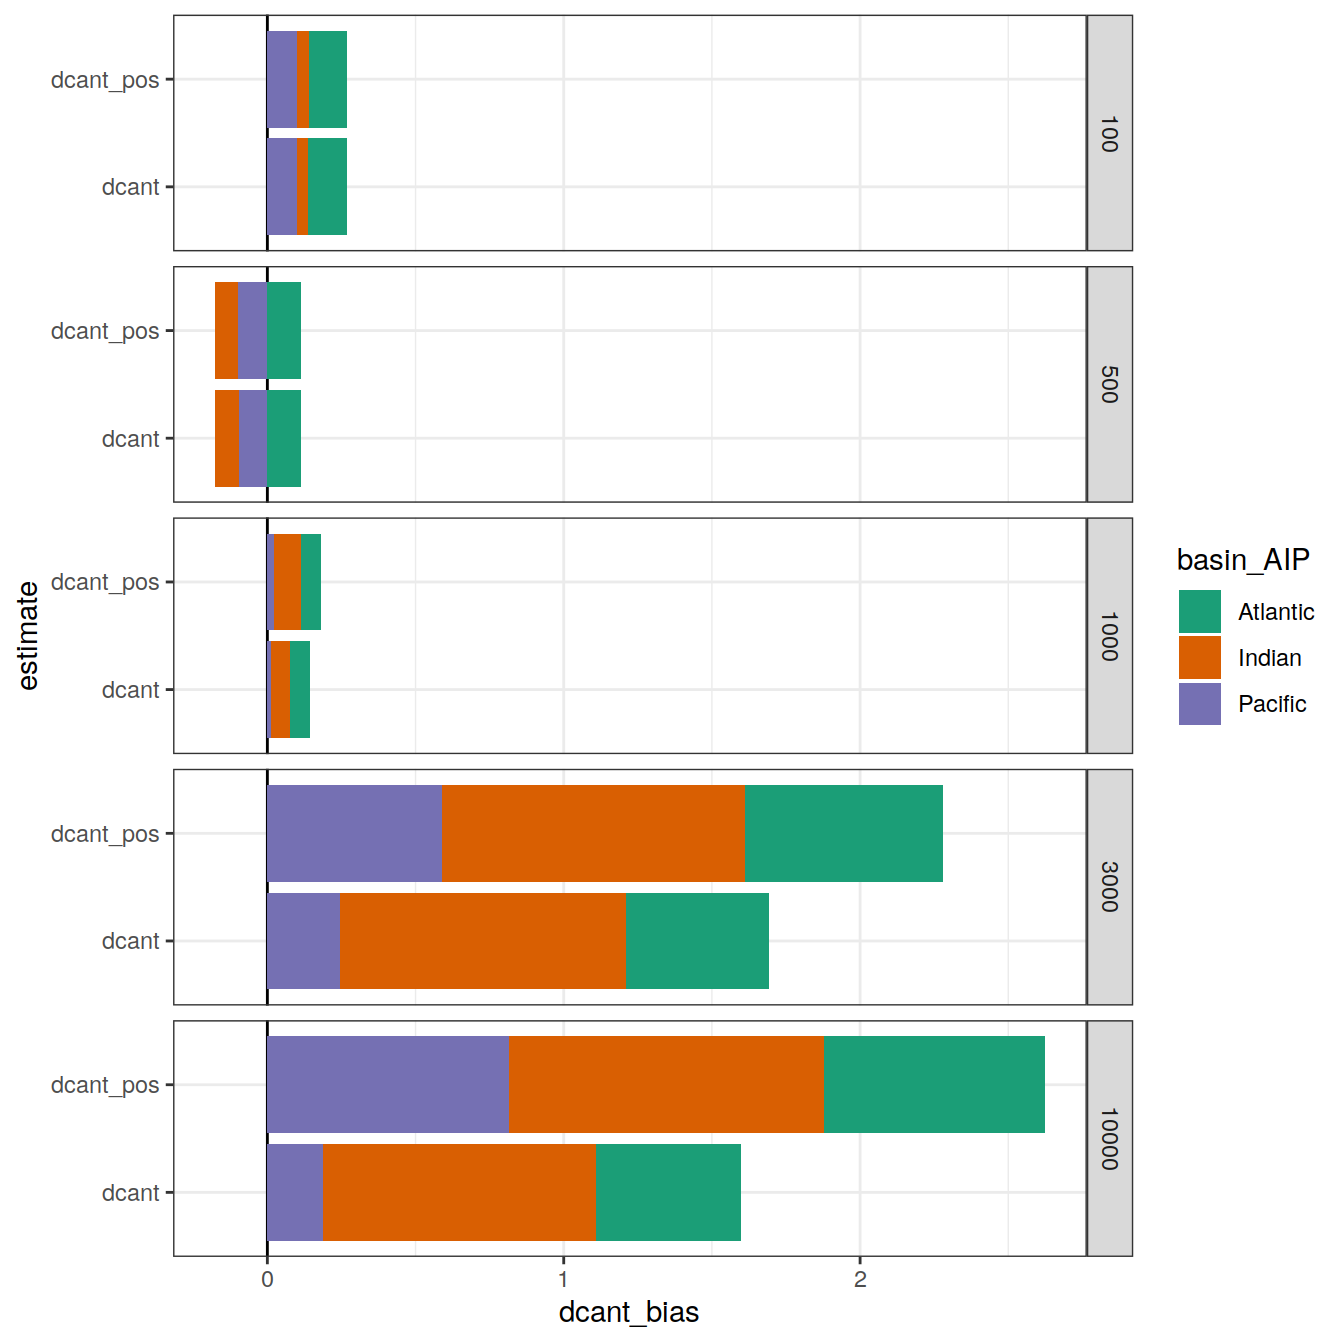 dcant_pos
dcant
100
dcant_pos
dcant
500
dcant_pos
dcant
1000
dcant_pos
dcant
3000
dcant_pos
dcant
10000
estimate
0 1 2
dcant_bias
basin_AIP
Atlantic
Indian
Pacific